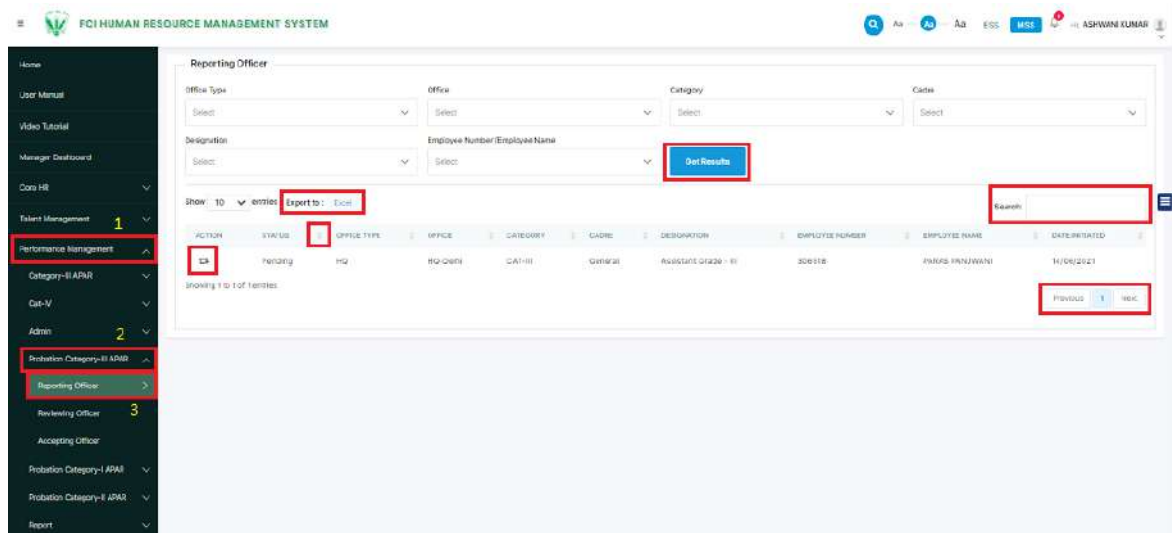 FCI HUMAN RESOURCE MANAGEMENT SYSTEM
Aa Aa Aa ESS MSS ASHWANI KUMAR
Home
User Manual
Video Tutorial
Manager Dashboard
Core HR
Talent Management 1
Performance Management
Category-III APAR
Cat-IV
Admin 2
Probation Category-III APAR
Reporting Officer
Reviewing Officer 3
Accepting Officer
Probation Category-I APAR
Probation Category-II APAR
Report
Reporting Officer
Office Type Office Category Cadre
Select Select Select Select
Designation Employee Number/Employee Name
Select Select Get Results
Show 10 entries Export to : Excel
Search:
ACTION STATUS OFFICE TYPE OFFICE CATEGORY CADRE DESIGNATION EMPLOYEE NUMBER EMPLOYEE NAME DATE INITIATED
Pending HQ HQ-Delhi CAT-III General Assistant Grade - III PARAS PANJWANI 14/06/2021
Showing 1 to 1 of 1 entries
Previous 1 Next